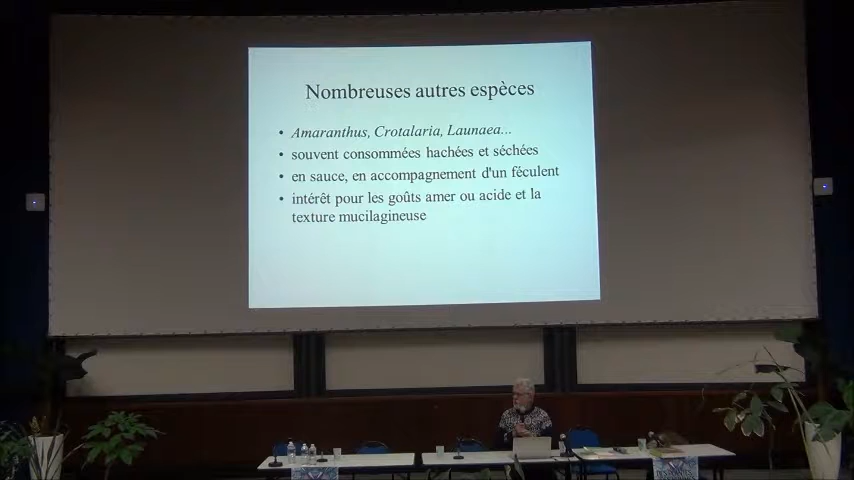 Nombreuses autres espèces
• Amaranthus, Crotalaria, Launaea...
• souvent consommées hachées et séchées
• en sauce, en accompagnement d'un féculent
• intérêt pour les goûts amer ou acide et la
texture mucilagineuse